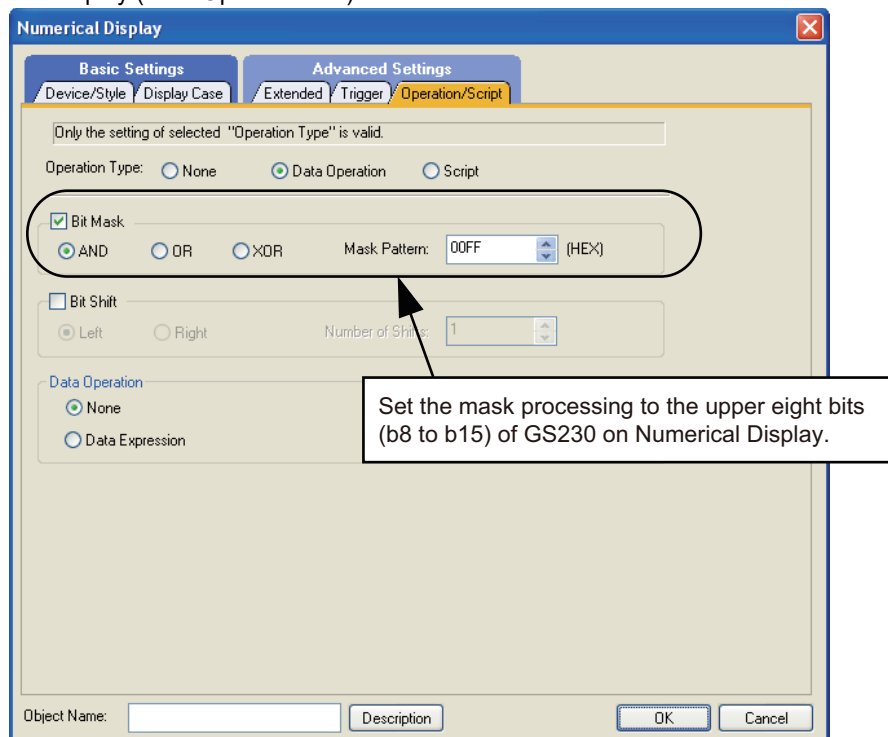 Numerical Display
Basic Settings
Advanced Settings
Device/Style
Display Case
Extended
Trigger
Operation/Script
Only the setting of selected "Operation Type" is valid.
Operation Type: None Data Operation Script
Bit Mask
AND OR XOR Mask Pattern: 00FF (HEX)
Bit Shift
Left Right Number of Shifts: 1
Data Operation
None
Data Expression
Set the mask processing to the upper eight bits
(b8 to b15) of GS230 on Numerical Display.
Object Name: Description OK Cancel